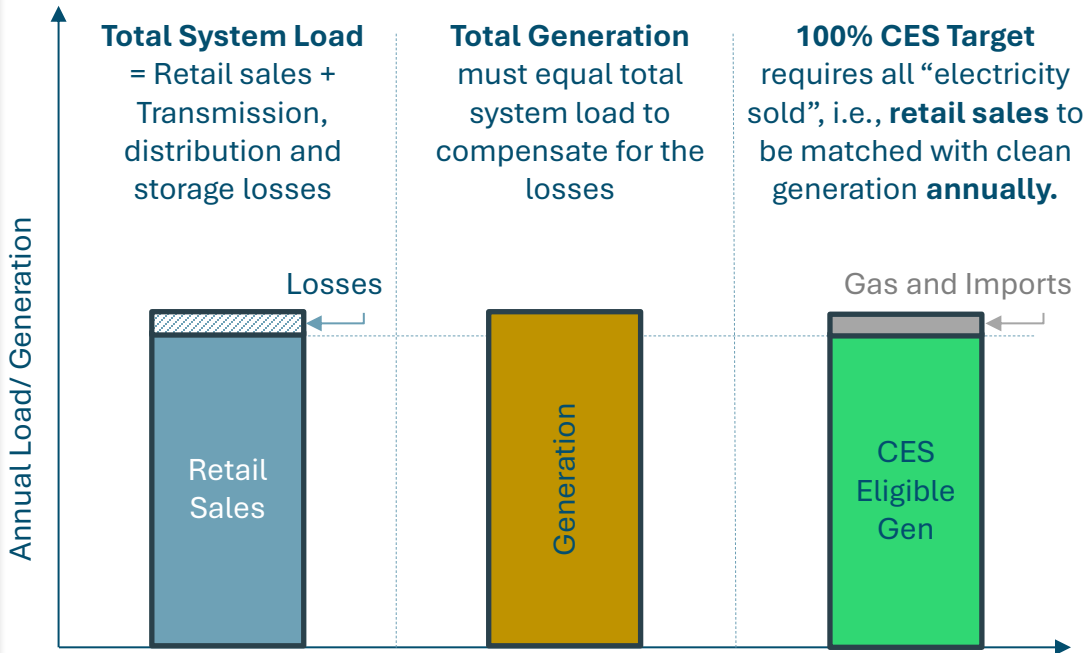 Total System Load
= Retail sales +
Transmission,
distribution and
storage losses
Total Generation
must equal total
system load to
compensate for the
losses
100% CES Target
requires all “electricity
sold”, i.e., retail sales to
be matched with clean
generation annually.
Annual Load/ Generation
Losses
Retail
Sales
Generation
Gas and Imports
CES
Eligible
Gen